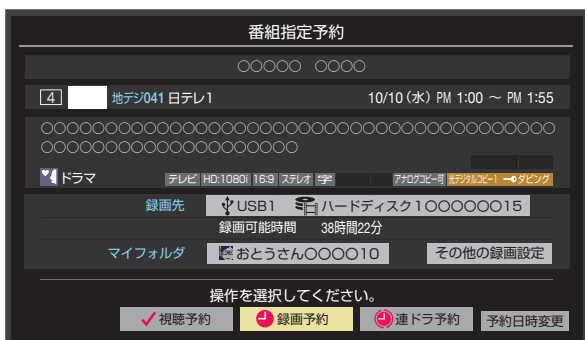 番組指定予約
○○○○○ ○○○○
4 地デジ041 日テレ1 10/10(水) PM 1:00 ～ PM 1:55
○○○○○○○○○○○○○○○○○○○○○○○○○○○○○○○○○○○○○○○
○○○○○○○○○○○○○○○○○○○○
ドラマ テレビ HD:1080i 16:9 ステレオ 字 アナログコピー可 光デジタルコピー1 ダビング
録画先 USB1 ハードディスク1○○○○○○15
録画可能時間 38時間22分
マイフォルダ おとうさん○○○○10 その他の録画設定
操作を選択してください。
視聴予約 録画予約 連ドラ予約 予約日時変更